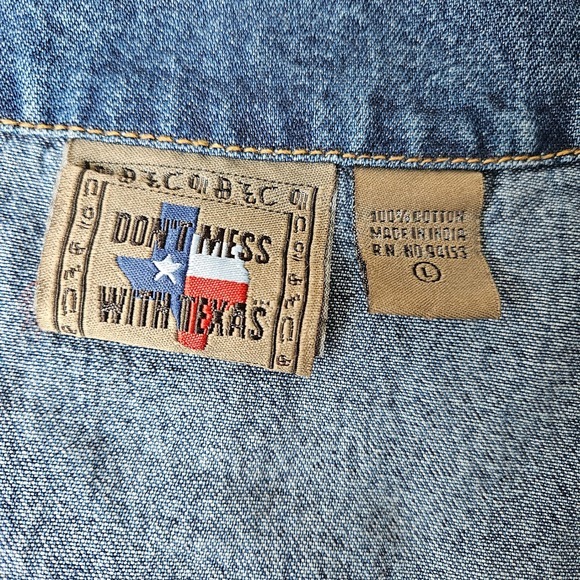 DON'T MESS
WITH TEXAS
100% COTTON
MADE IN INDIA
R.N. NO 94153
L